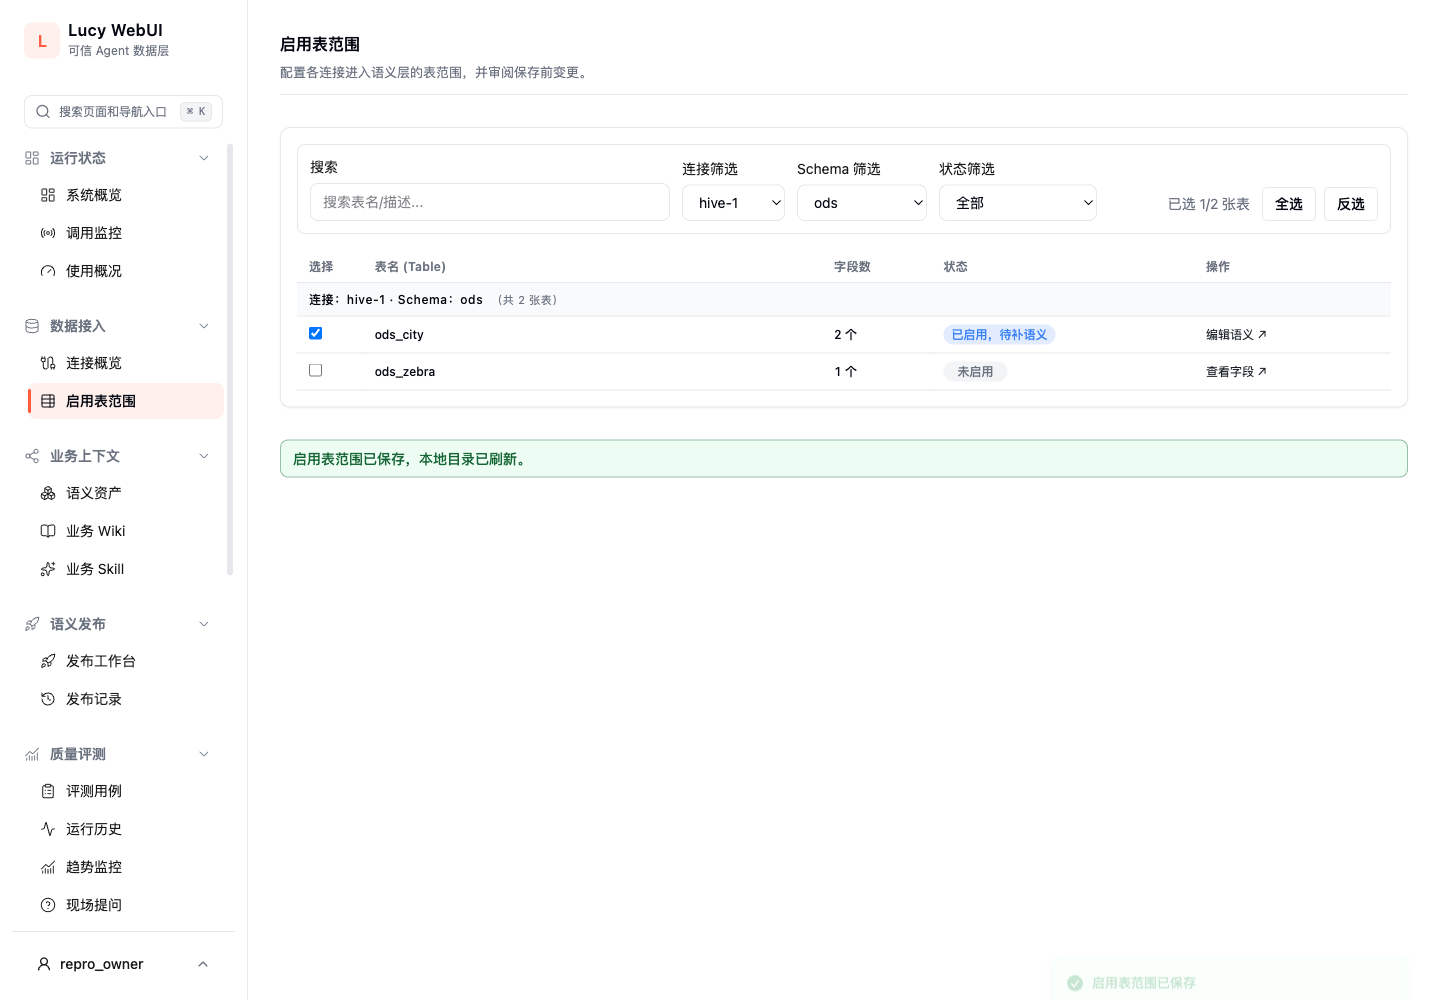 L
Lucy WebUI
可信 Agent 数据层
搜索页面和导航入口 ⌘ K
运行状态
系统概览
调用监控
使用概况
数据接入
连接概览
启用表范围
业务上下文
语义资产
业务 Wiki
业务 Skill
语义发布
发布工作台
发布记录
质量评测
评测用例
运行历史
趋势监控
现场提问
repro_owner
启用表范围
配置各连接进入语义层的表范围，并审阅保存前变更。
搜索 连接筛选 Schema 筛选 状态筛选
搜索表名/描述... hive-1 ods 全部 已选 1/2 张表 全选 反选
选择 表名 (Table) 字段数 状态 操作
连接：hive-1 · Schema：ods （共 2 张表）
ods_city 2 个 已启用，待补语义 编辑语义 ↗
ods_zebra 1 个 未启用 查看字段 ↗
启用表范围已保存，本地目录已刷新。
启用表范围已保存